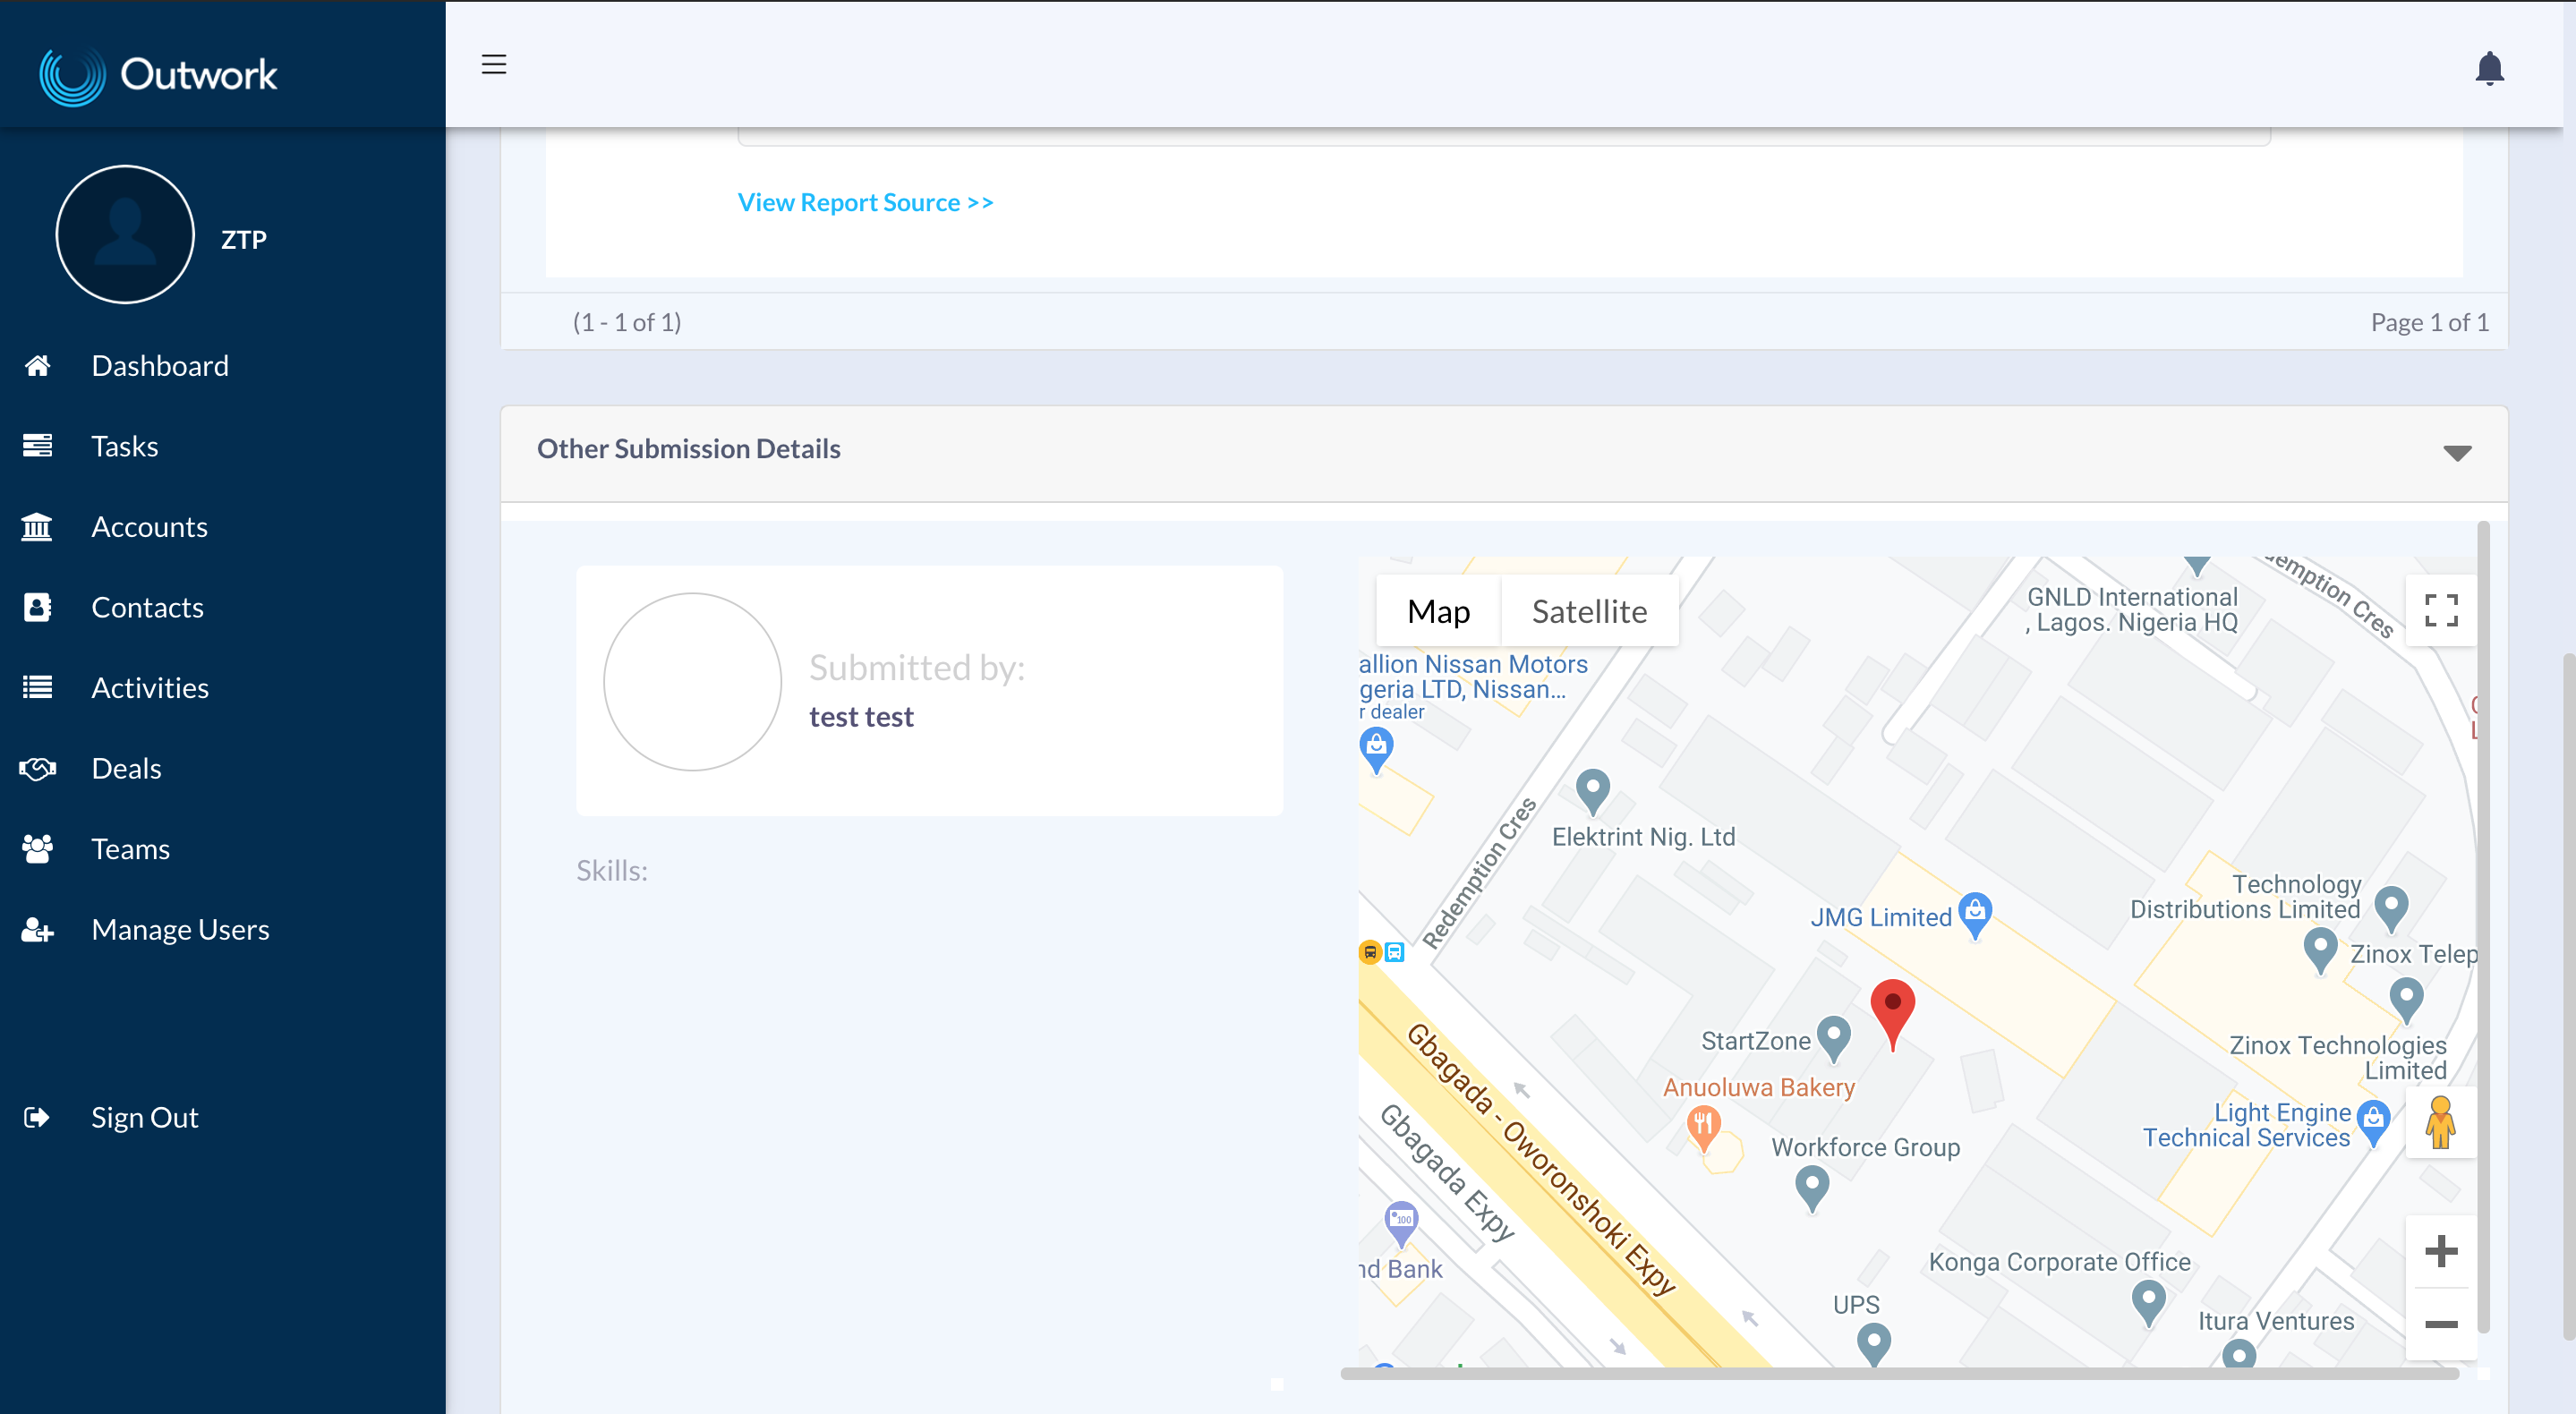 Outwork
ZTP
Dashboard
Tasks
Accounts
Contacts
Activities
Deals
Teams
Manage Users
Sign Out
View Report Source >>
(1 - 1 of 1)
Page 1 of 1
Other Submission Details
Submitted by:
test test
Skills:
Map
Satellite
GNLD International
, Lagos. Nigeria HQ
emption Cres
allion Nissan Motors
geria LTD, Nissan...
r dealer
Elektrint Nig. Ltd
Redemption Cres
JMG Limited
Technology
Distributions Limited
Zinox Telep
StartZone
Zinox Technologies
Limited
Anuoluwa Bakery
Light Engine
Technical Services
Workforce Group
Gbagada - Oworonshoki Expy
Gbagada Expy
100
nd Bank
Konga Corporate Office
UPS
Itura Ventures